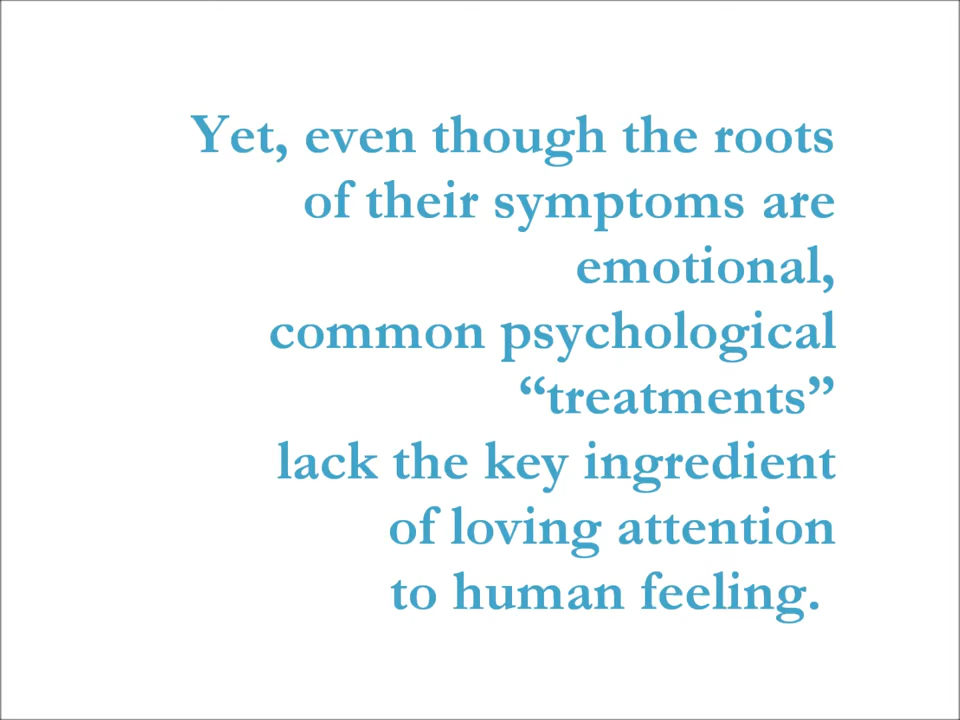 Yet, even though the roots
of their symptoms are
emotional,
common psychological
“treatments”
lack the key ingredient
of loving attention
to human feeling.